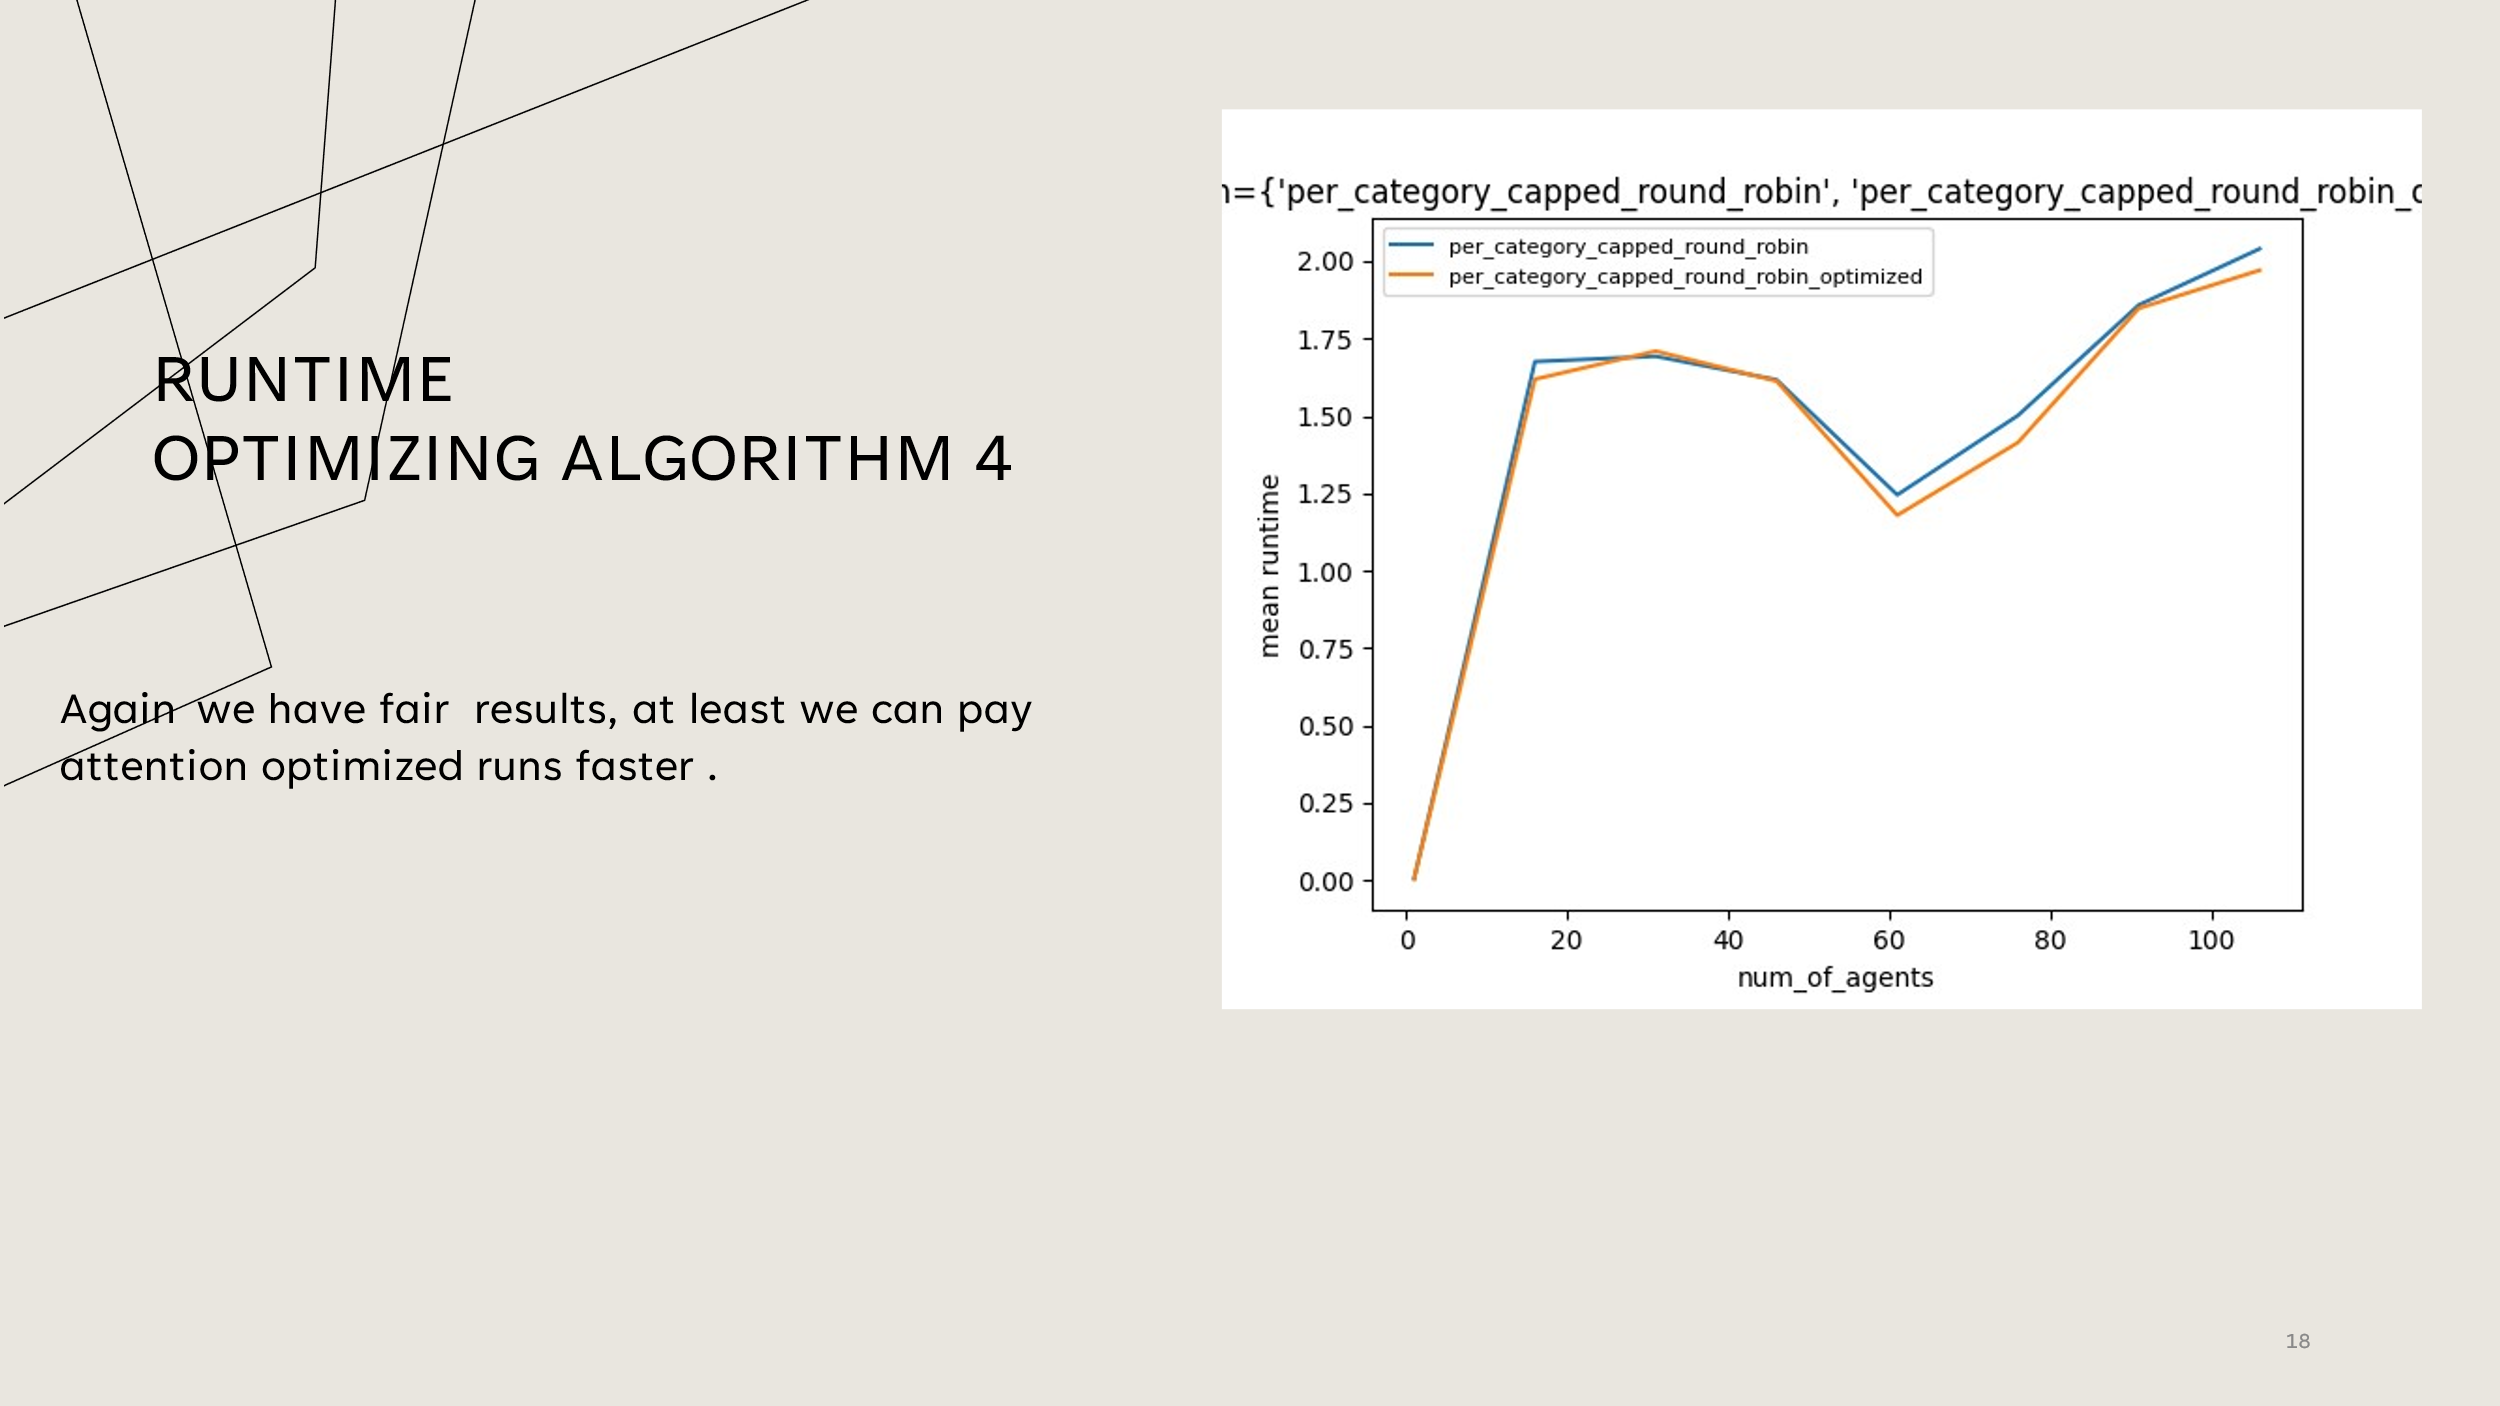 RUNTIME
OPTIMIZING ALGORITHM 4
Again we have fair results, at least we can pay
attention optimized runs faster .
={'per_category_capped_round_robin', 'per_category_capped_round_robin_
per_category_capped_round_robin
per_category_capped_round_robin_optimized
mean runtime
2.00
1.75
1.50
1.25
1.00
0.75
0.50
0.25
0.00
0 20 40 60 80 100
num_of_agents
18